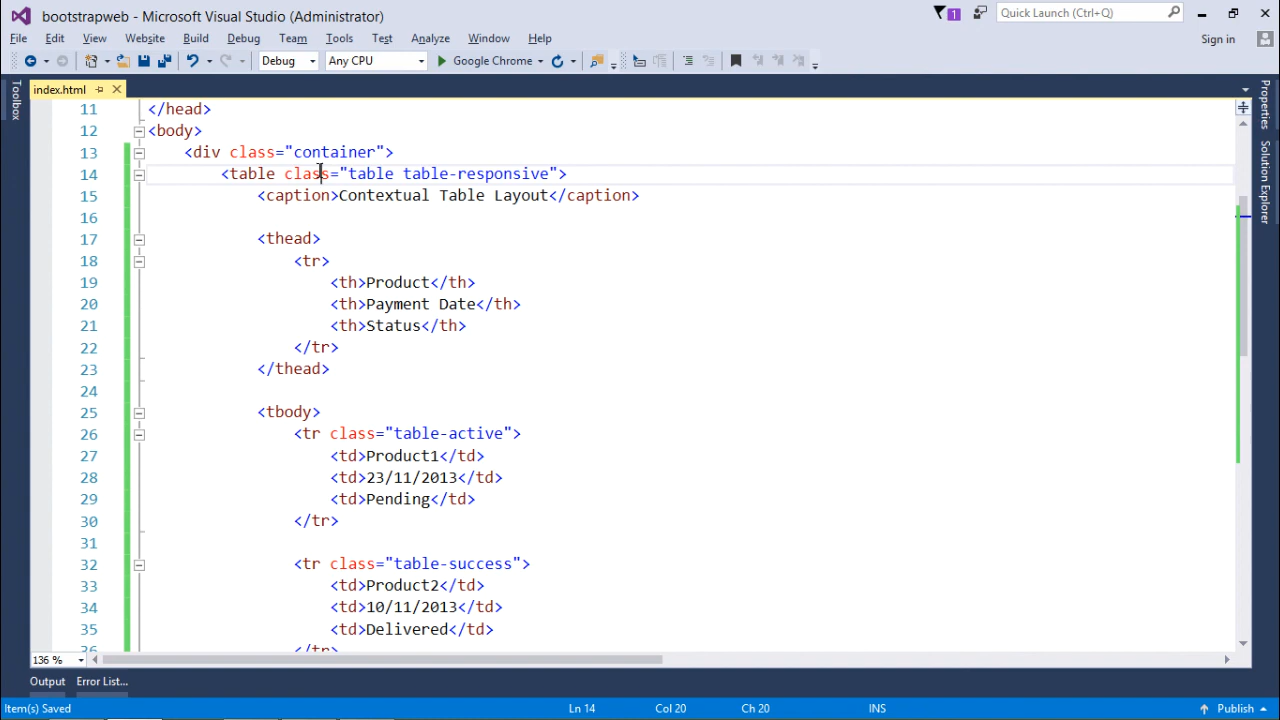 bootstrapweb - Microsoft Visual Studio (Administrator)
1
Quick Launch (Ctrl+Q)
File Edit View Website Build Debug Team Tools Test Analyze Window Help
Sign in
Debug Any CPU Google Chrome
index.html
Toolbox
Properties
Solution Explorer
11 </head>
12 <body>
13 <div class="container">
14 <table class="table table-responsive">
15 <caption>Contextual Table Layout</caption>
16
17 <thead>
18 <tr>
19 <th>Product</th>
20 <th>Payment Date</th>
21 <th>Status</th>
22 </tr>
23 </thead>
24
25 <tbody>
26 <tr class="table-active">
27 <td>Product1</td>
28 <td>23/11/2013</td>
29 <td>Pending</td>
30 </tr>
31
32 <tr class="table-success">
33 <td>Product2</td>
34 <td>10/11/2013</td>
35 <td>Delivered</td>
36 </tr>
136 %
Output Error List...
Item(s) Saved Ln 14 Col 20 Ch 20 INS Publish